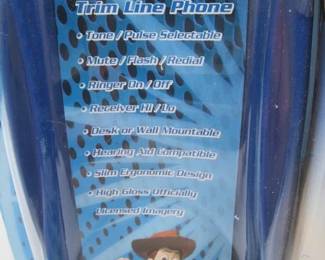 Trim Line Phone
• Tone / Pulse Selectable
• Mute / Flash / Redial
• Ringer On / Off
• Receiver Hi / Lo
• Desk or Wall Mountable
• Hearing Aid Compatible
• Slim Ergonomic Design
• High Gloss Officially
Licensed Imagery